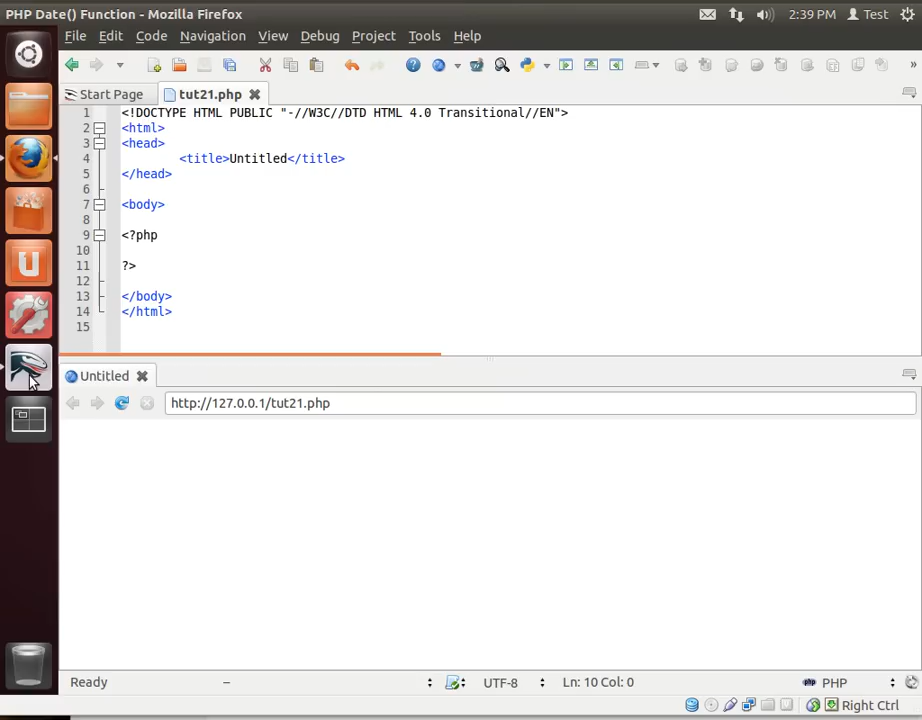 PHP Date() Function - Mozilla Firefox 2:39 PM Test
File Edit Code Navigation View Debug Project Tools Help
Start Page tut21.php
1 <!DOCTYPE HTML PUBLIC "-//W3C//DTD HTML 4.0 Transitional//EN">
2 <html>
3 <head>
4 <title>Untitled</title>
5 </head>
6
7 <body>
8
9 <?php
10
11 ?>
12
13 </body>
14 </html>
15
Untitled
http://127.0.0.1/tut21.php
Ready – UTF-8 Ln: 10 Col: 0 php PHP
Right Ctrl